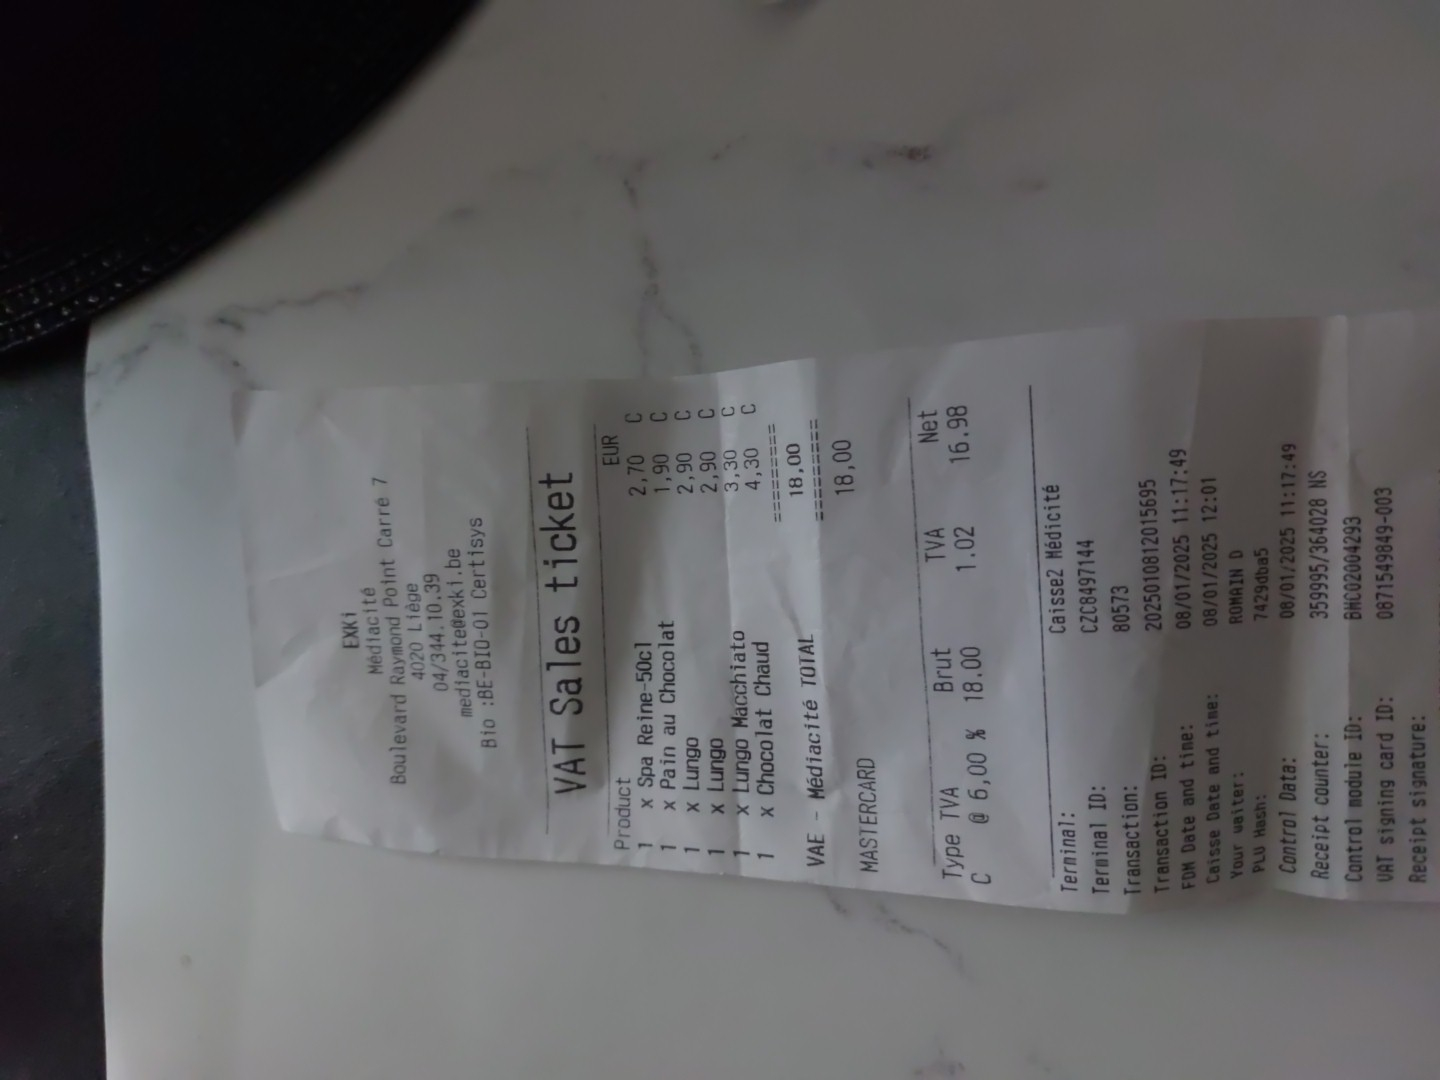 EXKi
Médiacité
Boulevard Raymond Point Carré 7
4020 Liège
04/344.10.39
mediacite@exki.be
Bio :BE-BIO-01 Certisys
VAT Sales ticket
Product EUR
1 x Spa Reine-50cl 2,70 C
1 x Pain au Chocolat 1,90 C
1 x Lungo 2,90 C
1 x Lungo 2,90 C
1 x Lungo Macchiato 3,30 C
1 x Chocolat Chaud 4,30 C
========
VAE - Médiacité TOTAL 18,00
========
MASTERCARD 18,00
Type TVA Brut TVA Net
C @ 6,00 % 18.00 1.02 16.98
Terminal: Caisse2 Médicité
Terminal ID: CZC8497144
Transaction: 80573
Transaction ID: 2025010812015695
FDM Date and time: 08/01/2025 11:17:49
Caisse Date and time: 08/01/2025 12:01
Your waiter: ROMAIN D
PLU Hash: 7429dba5
Control Data: 08/01/2025 11:17:49
Receipt counter: 359995/364028 NS
Control module ID: BMC02004293
VAT signing card ID: 0871549849-003
Receipt signature: